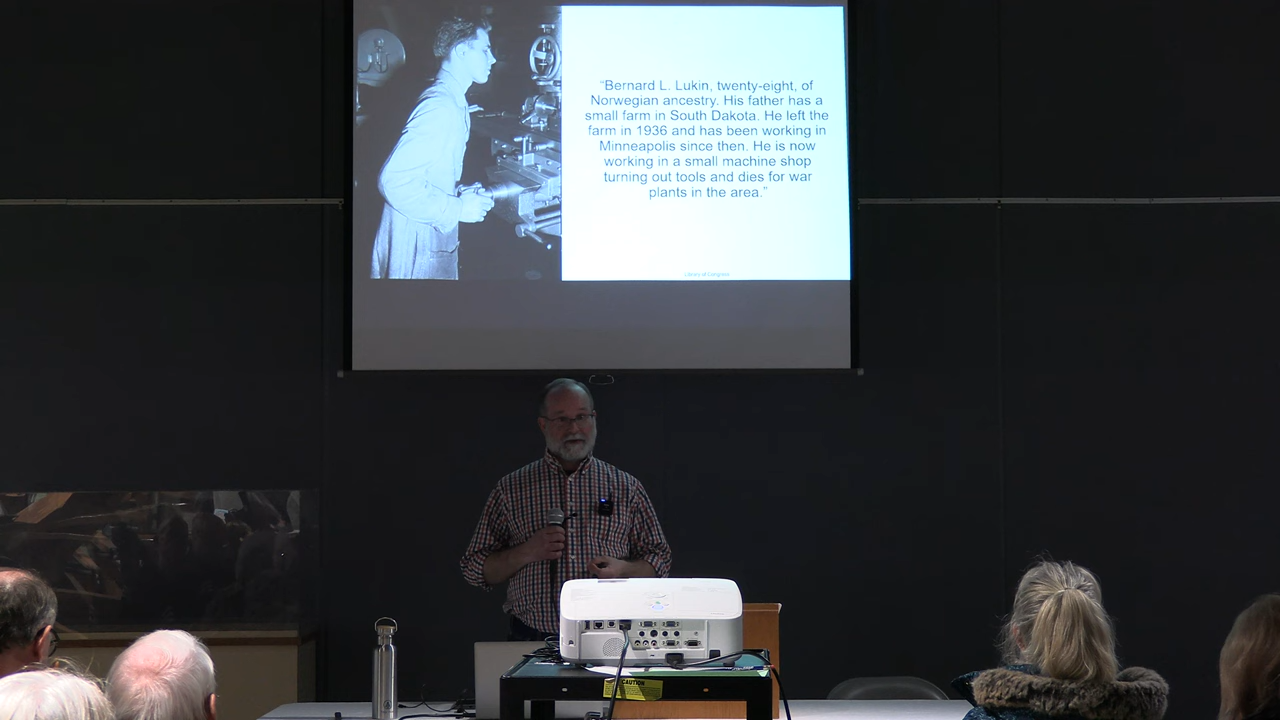 “Bernard L. Lukin, twenty-eight, of
Norwegian ancestry. His father has a
small farm in South Dakota. He left the
farm in 1936 and has been working in
Minneapolis since then. He is now
working in a small machine shop
turning out tools and dies for war
plants in the area.”
Library of Congress
CAUTION